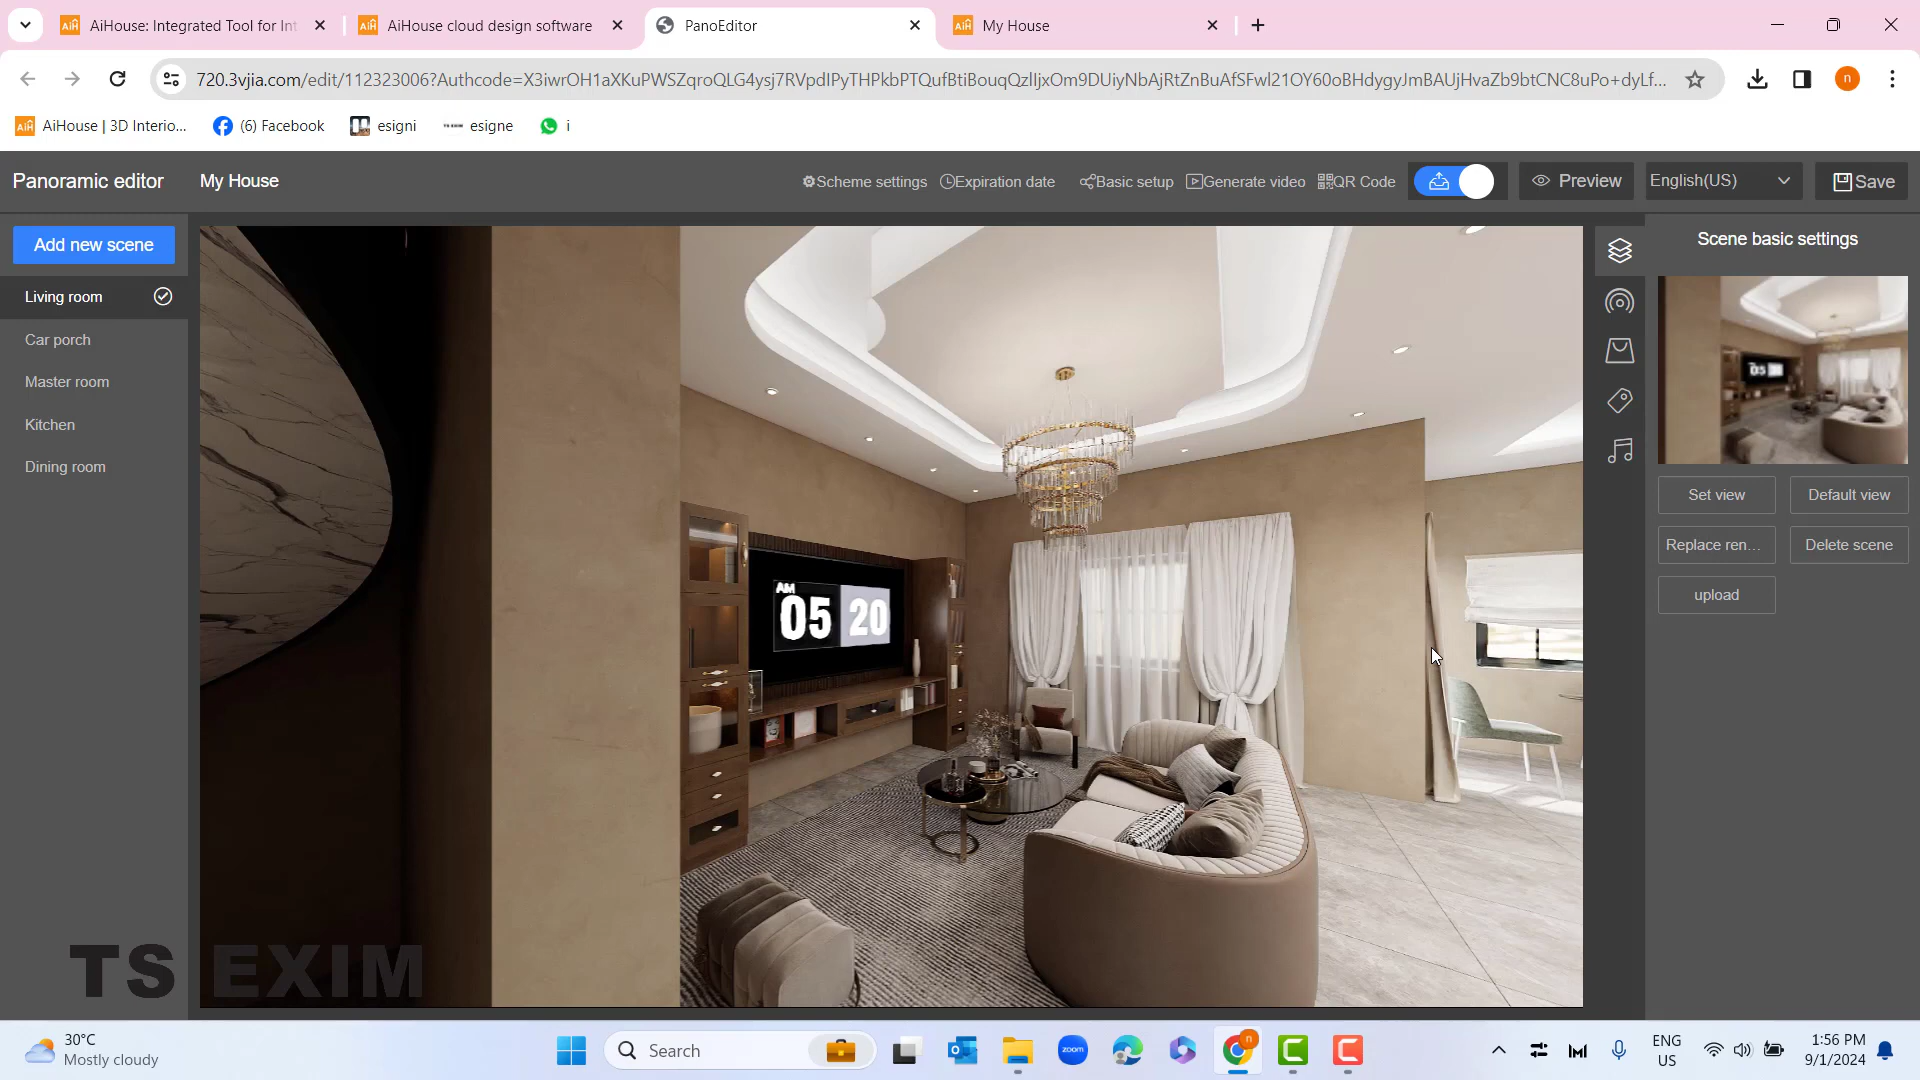 AiHouse: Integrated Tool for Int
AiHouse cloud design software
PanoEditor
My House
720.3vjia.com/edit/112323006?Authcode=X3iwrOH1aXKuPWSZqroQLG4ysj7RVpdIPyTHPkbPTQufBtiBouqQzlIjxOm9DUiyNbAjRtZnBuAfSFwl21OY60oBHdygyJmBAUjHvaZb9btCNC8uPo+dyLf...
n
AiHouse | 3D Interio...
(6) Facebook
esigni
esigne
i
Panoramic editor
My House
Scheme settings
Expiration date
Basic setup
Generate video
QR Code
Preview
English(US)
Save
Add new scene
Living room
Car porch
Master room
Kitchen
Dining room
AM
05 20
Scene basic settings
05
Set view
Default view
Replace ren...
Delete scene
upload
TS EXIM
30°C
Mostly cloudy
Search
zoom
n
ENG
US
1:56 PM
9/1/2024